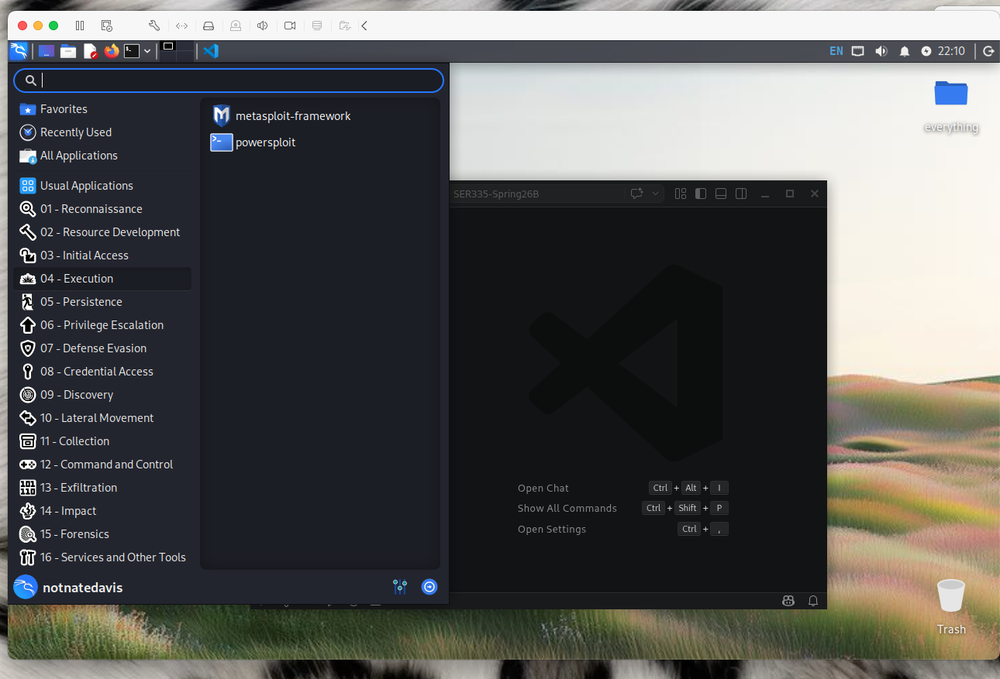 EN
22:10
Favorites
Recently Used
All Applications
Usual Applications
01 - Reconnaissance
02 - Resource Development
03 - Initial Access
04 - Execution
05 - Persistence
06 - Privilege Escalation
07 - Defense Evasion
08 - Credential Access
09 - Discovery
10 - Lateral Movement
11 - Collection
12 - Command and Control
13 - Exfiltration
14 - Impact
15 - Forensics
16 - Services and Other Tools
notnatedavis
metasploit-framework
powersploit
SER335-Spring26B
Open Chat Ctrl + Alt + I
Show All Commands Ctrl + Shift + P
Open Settings Ctrl + ,
everything
Trash